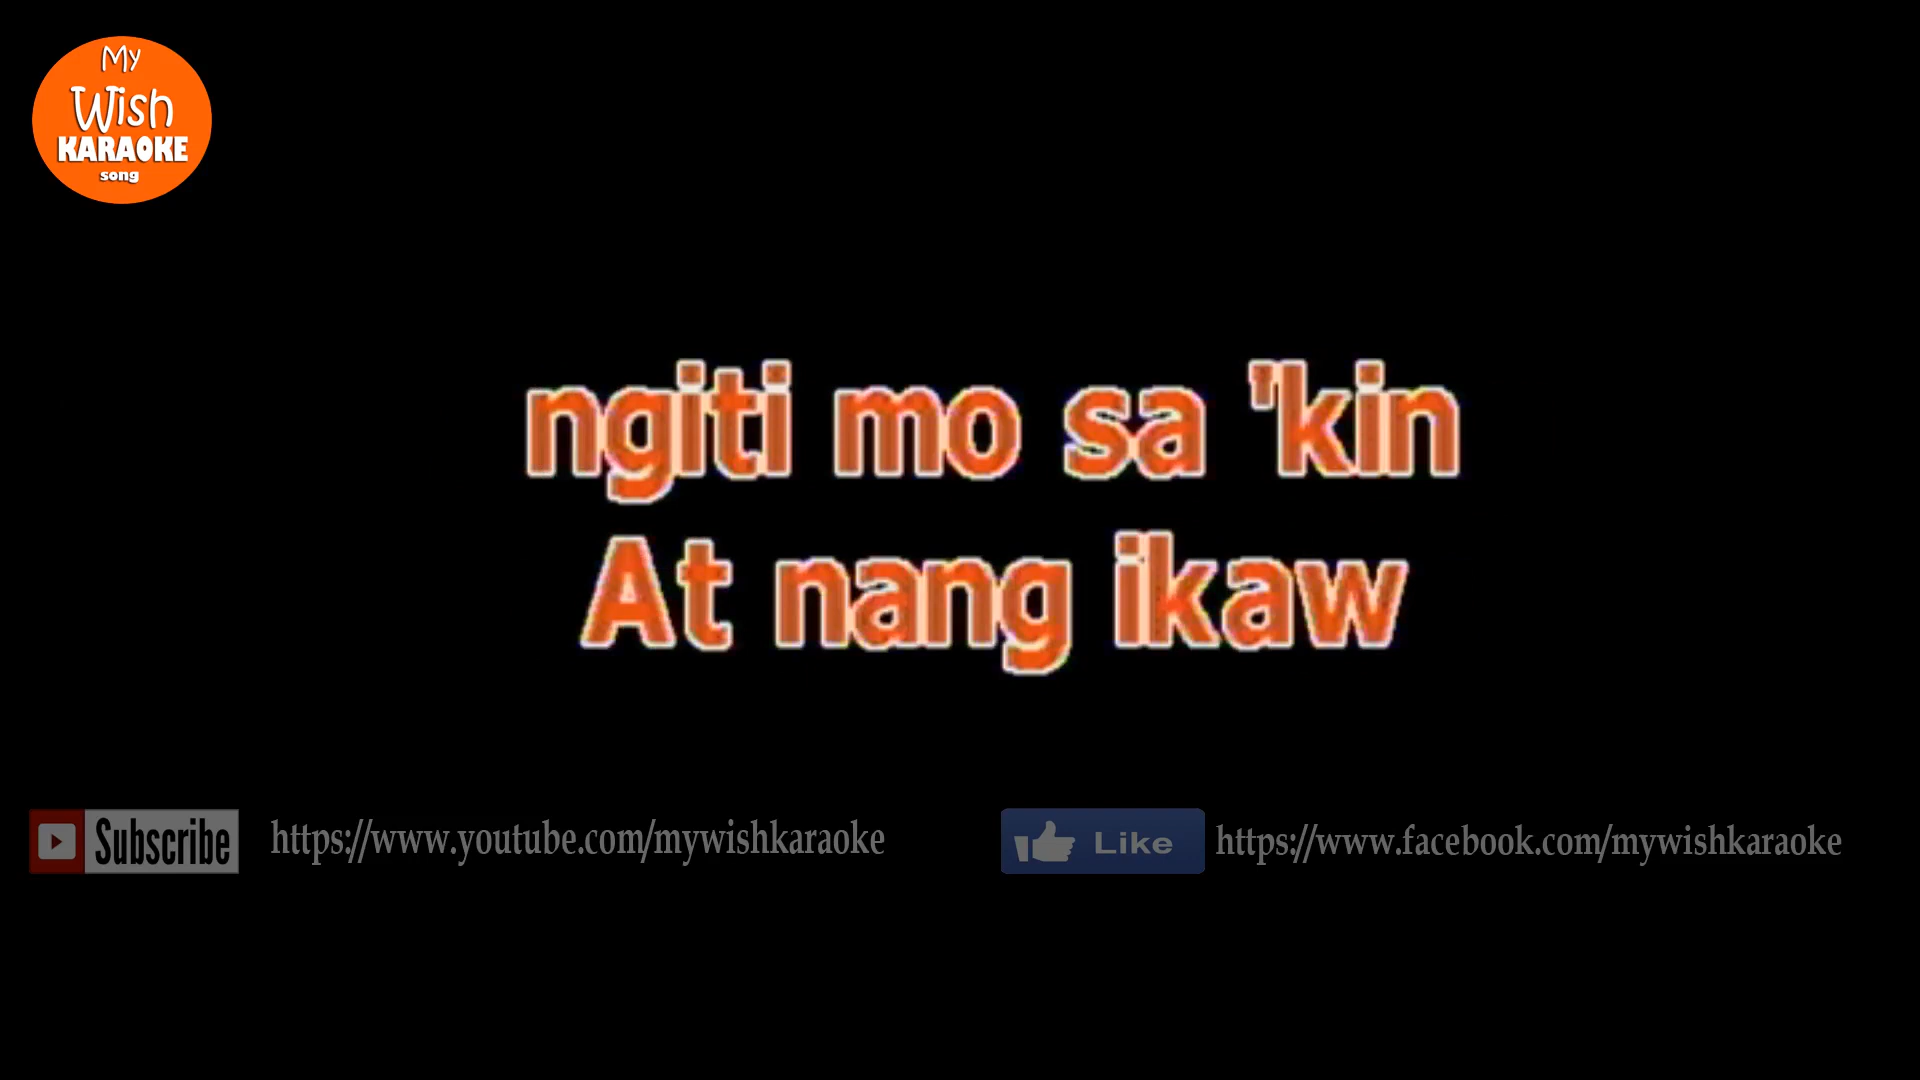 My
Wish
KARAOKE
song
ngiti mo sa 'kin
At nang ikaw
Subscribe https://www.youtube.com/mywishkaraoke
Like https://www.facebook.com/mywishkaraoke